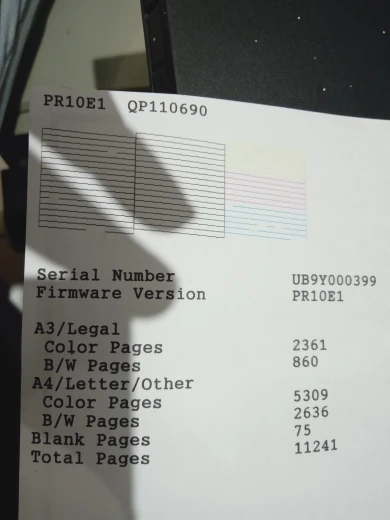 PR10E1 QP110690
Serial Number UB9Y000399
Firmware Version PR10E1
A3/Legal
Color Pages 2361
B/W Pages 860
A4/Letter/Other
Color Pages 5309
B/W Pages 2636
Blank Pages 75
Total Pages 11241